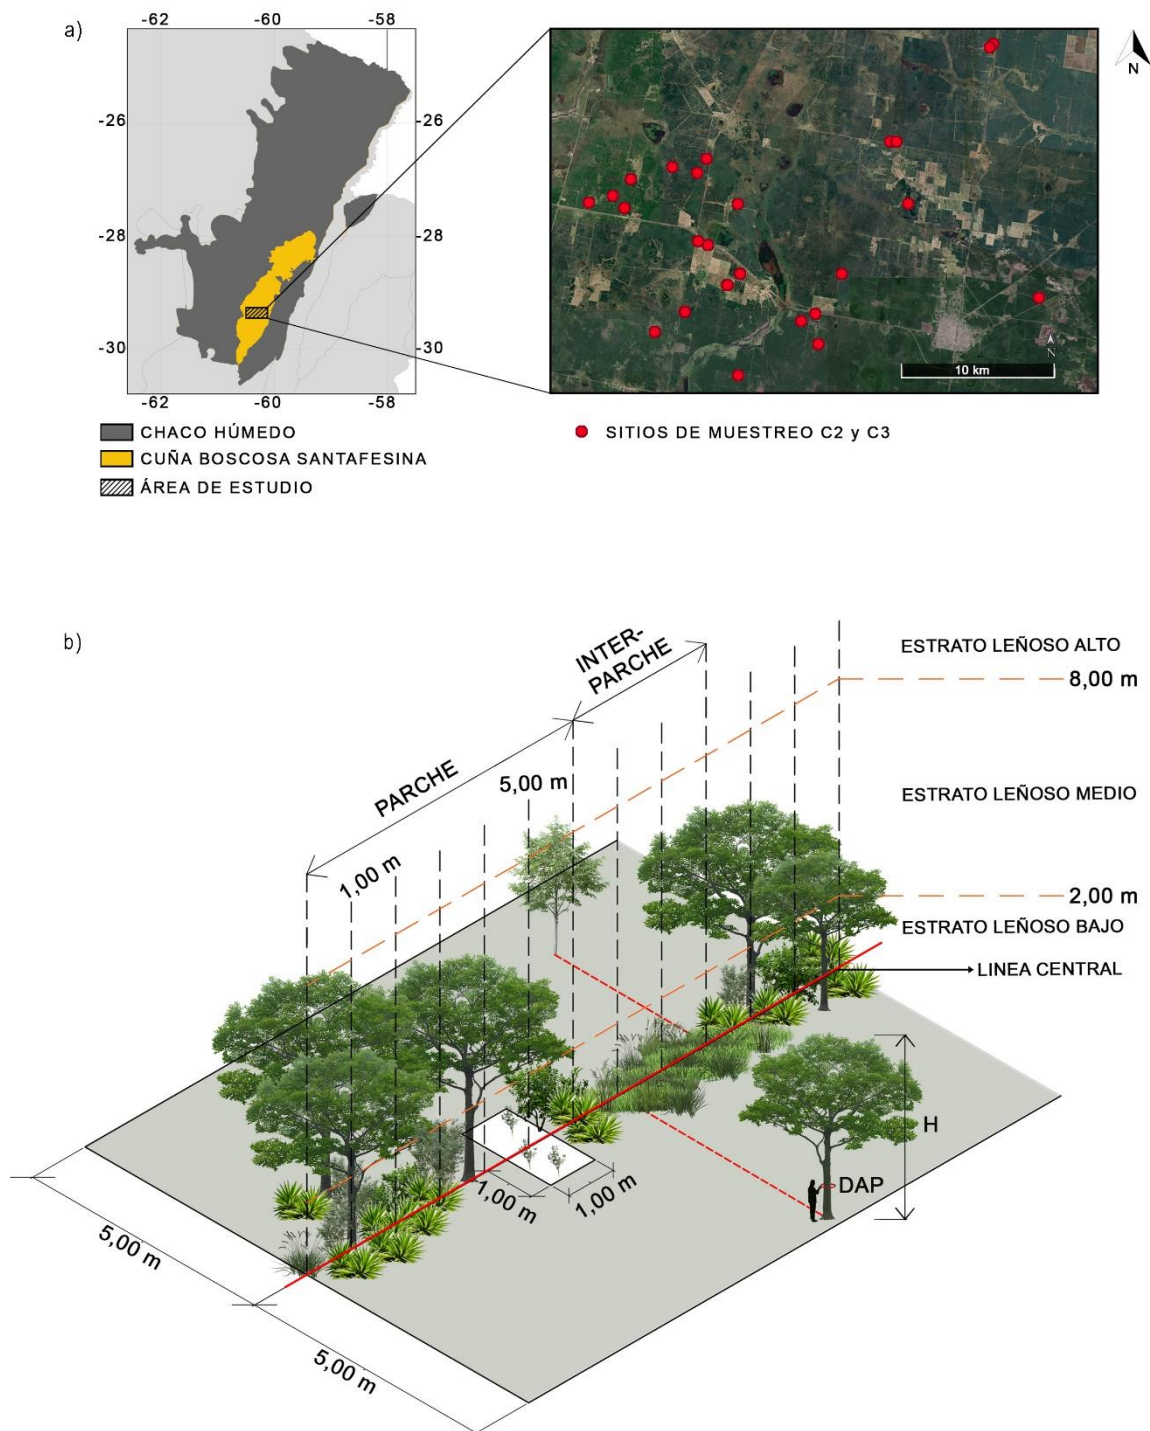 a)
-62
-60
-58
-26
-26
-28
-28
-30
-30
-62
-60
-58
N
N
10 km
CHACO HÚMEDO
CUÑA BOSCOSA SANTAFESINA
ÁREA DE ESTUDIO
SITIOS DE MUESTREO C2 y C3
b)
INTER-
PARCHE
PARCHE
5,00 m
1,00 m
ESTRATO LEÑOSO ALTO
8,00 m
ESTRATO LEÑOSO MEDIO
2,00 m
ESTRATO LEÑOSO BAJO
LINEA CENTRAL
H
DAP
1,00 m
1,00 m
5,00 m
5,00 m